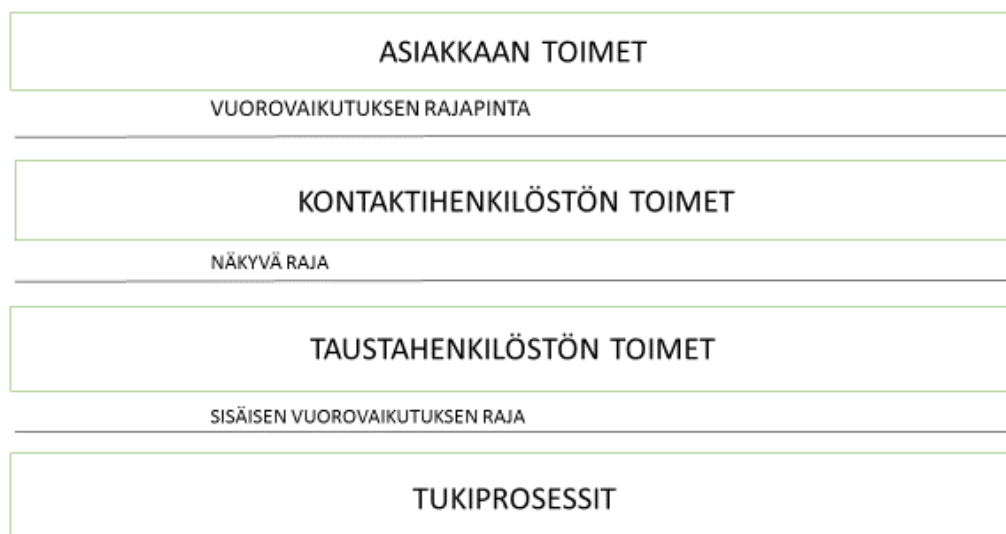 ASIAKKAAN TOIMET
VUOROVAIKUTUKSEN RAJAPINTA
KONTAKTIHENKILÖSTÖN TOIMET
NÄKYVÄ RAJA
TAUSTAHENKILÖSTÖN TOIMET
SISÄISEN VUOROVAIKUTUKSEN RAJA
TUKIPROSESSIT